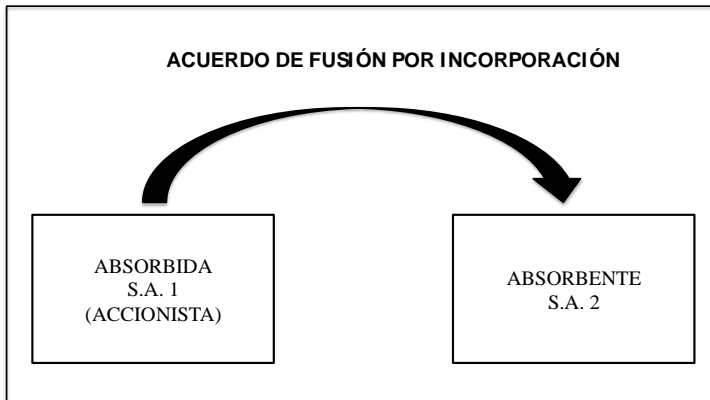 ACUERDO DE FUSIÓN POR INCORPORACIÓN
ABSORBIDA
S.A. 1
(ACCIONISTA)
ABSORBENTE
S.A. 2